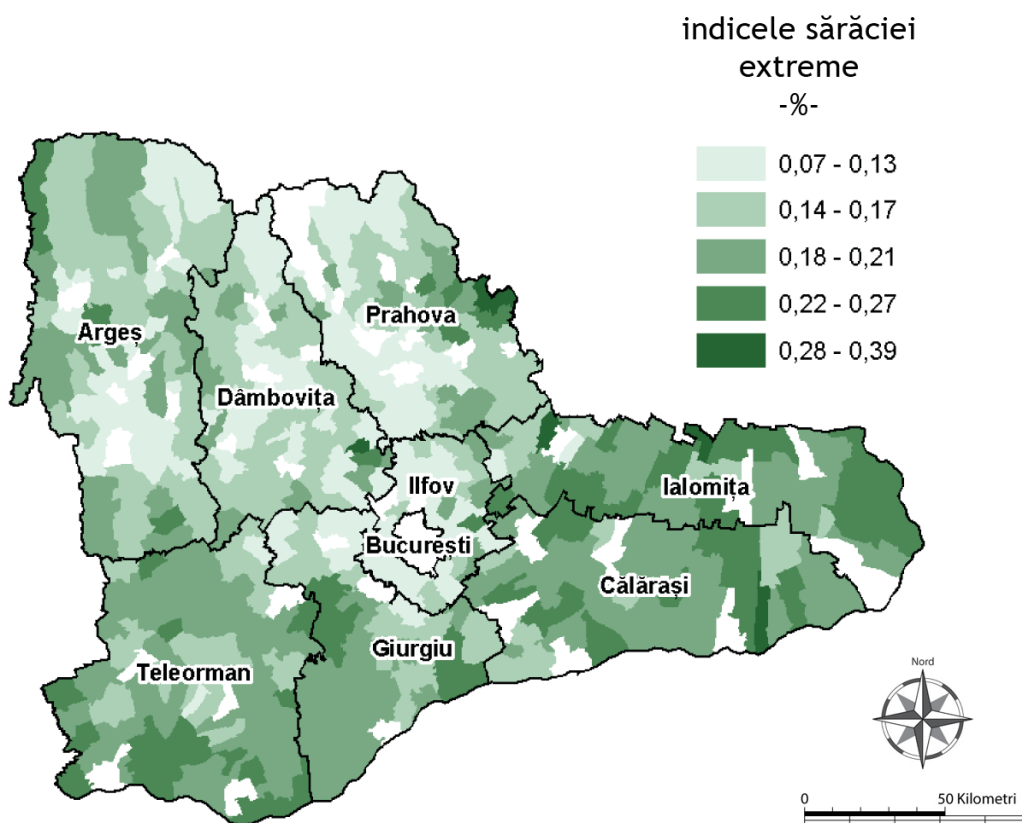 indicele sărăciei
extreme
-%-
0,07 - 0,13
0,14 - 0,17
0,18 - 0,21
0,22 - 0,27
0,28 - 0,39
Argeș
Prahova
Dâmbovița
Ilfov
Ialomița
București
Călărași
Giurgiu
Teleorman
Nord
0 50 Kilometri